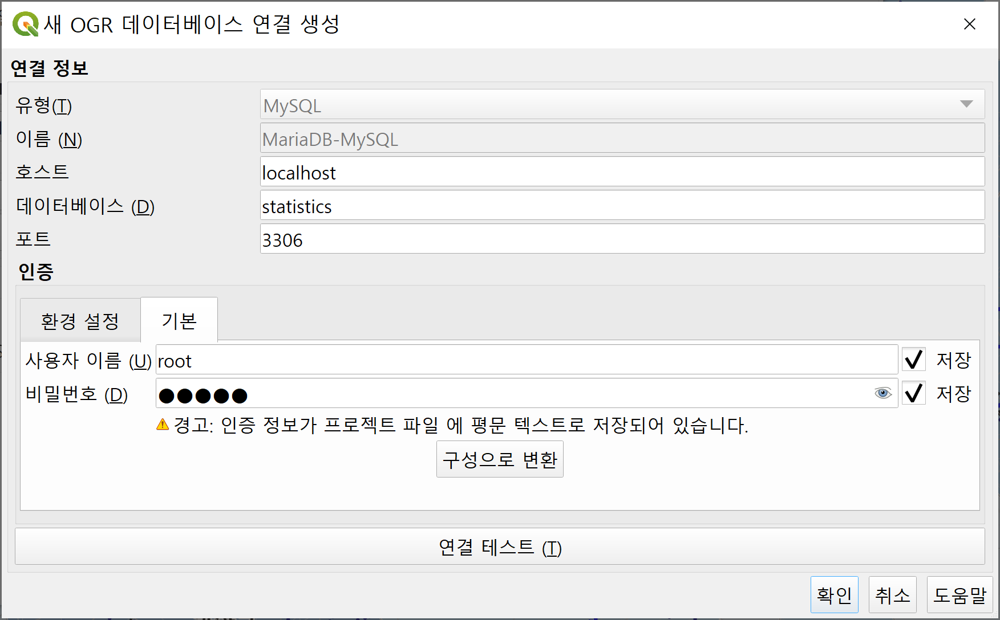 새 OGR 데이터베이스 연결 생성
연결 정보
유형(T) MySQL
이름 (N) MariaDB-MySQL
호스트 localhost
데이터베이스 (D) statistics
포트 3306
인증
환경 설정 기본
사용자 이름 (U) root 저장
비밀번호 (D) ●●●●● 저장
경고: 인증 정보가 프로젝트 파일 에 평문 텍스트로 저장되어 있습니다.
구성으로 변환
연결 테스트 (T)
확인 취소 도움말